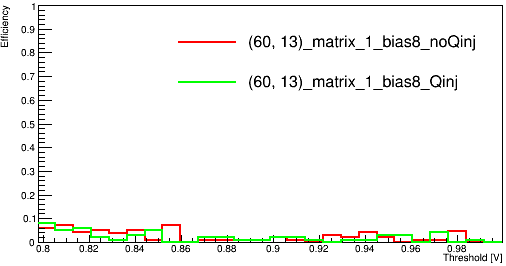 Efficiency
1
0.9
0.8
0.7
0.6
0.5
0.4
0.3
0.2
0.1
0
(60, 13)_matrix_1_bias8_noQinj
(60, 13)_matrix_1_bias8_Qinj
0.8 0.82 0.84 0.86 0.88 0.9 0.92 0.94 0.96 0.98
Threshold [V]